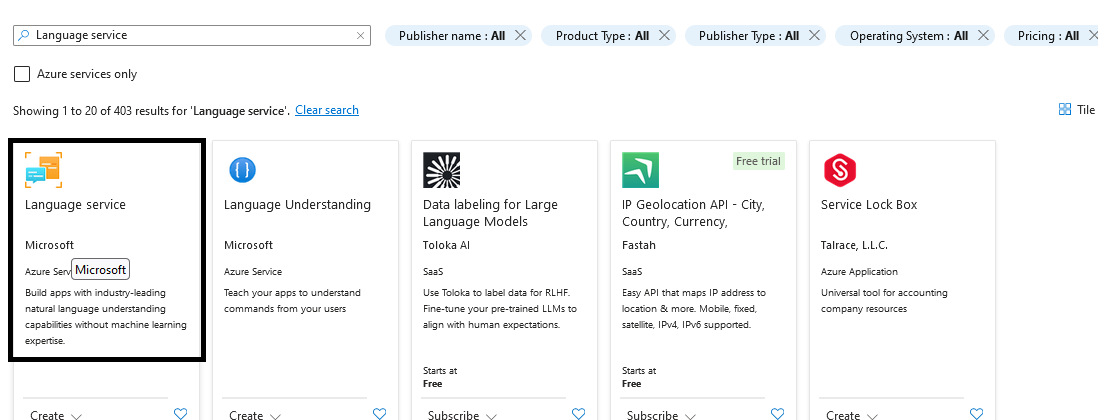 Language service
Publisher name : All
Product Type : All
Publisher Type : All
Operating System : All
Pricing : All
Azure services only
Showing 1 to 20 of 403 results for 'Language service'. Clear search
Tile
Language service
Microsoft
Azure Serv
Microsoft
Build apps with industry-leading
natural language understanding
capabilities without machine learning
expertise.
Create
Language Understanding
Microsoft
Azure Service
Teach your apps to understand
commands from your users
Create
Data labeling for Large
Language Models
Toloka AI
SaaS
Use Toloka to label data for RLHF.
Fine-tune your pre-trained LLMs to
align with human expectations.
Starts at
Free
Subscribe
Free trial
IP Geolocation API - City,
Country, Currency,
Fastah
SaaS
Easy API that maps IP address to
location & more. Mobile, fixed,
satellite, IPv4, IPv6 supported.
Starts at
Free
Subscribe
Service Lock Box
Talrace, L.L.C.
Azure Application
Universal tool for accounting
company resources
Create